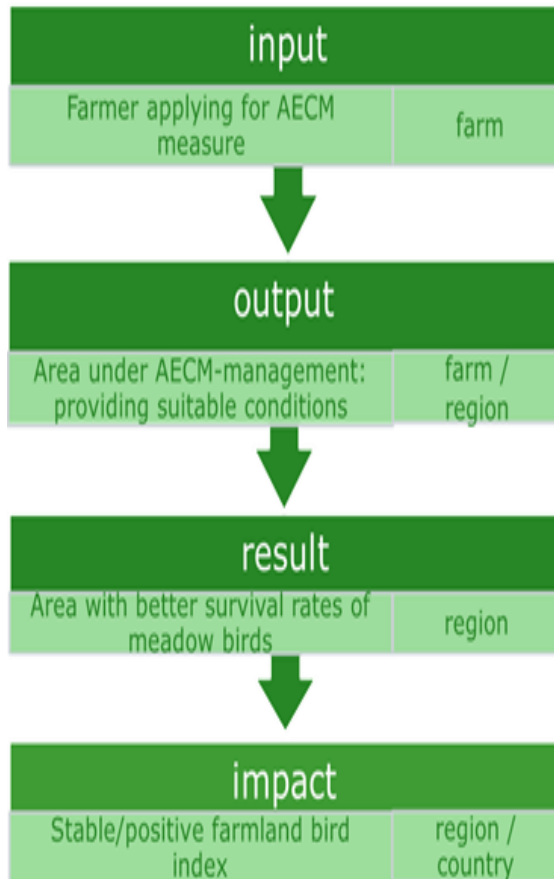 input
Farmer applying for AECM
measure
farm
output
Area under AECM-management:
providing suitable conditions
farm /
region
result
Area with better survival rates of
meadow birds
region
impact
Stable/positive farmland bird
index
region /
country